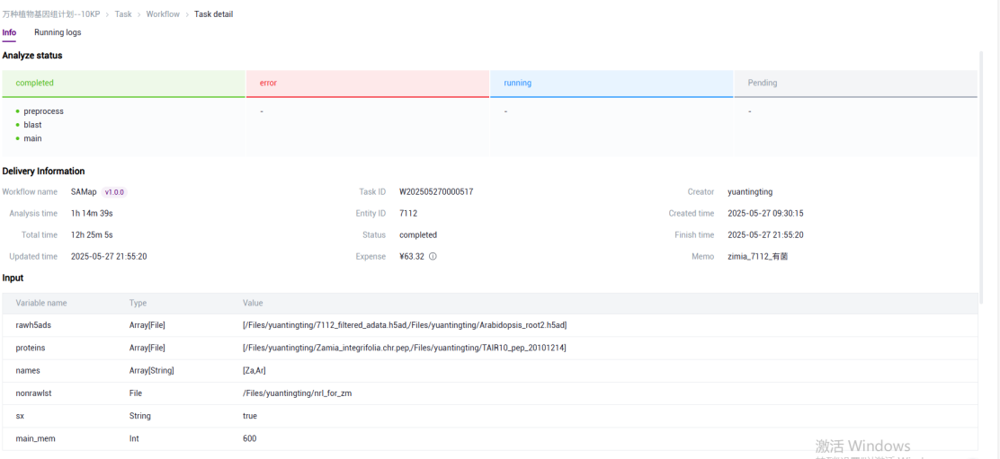 万种植物基因组计划--10KP > Task > Workflow > Task detail
Info Running logs
Analyze status
completed error running Pending
preprocess - - -
blast
main
Delivery Information
Workflow name SAMap v1.0.0 Task ID W202505270000517 Creator yuantingting
Analysis time 1h 14m 39s Entity ID 7112 Created time 2025-05-27 09:30:15
Total time 12h 25m 5s Status completed Finish time 2025-05-27 21:55:20
Updated time 2025-05-27 21:55:20 Expense ¥63.32 Memo zimia_7112_有菌
Input
Variable name Type Value
rawh5ads Array[File] [/Files/yuantingting/7112_filtered_adata.h5ad,/Files/yuantingting/Arabidopsis_root2.h5ad]
proteins Array[File] [/Files/yuantingting/Zamia_integrifolia.chr.pep,/Files/yuantingting/TAIR10_pep_20101214]
names Array[String] [Za,Ar]
nonrawlst File /Files/yuantingting/nrl_for_zm
sx String true
main_mem Int 600
激活 Windows